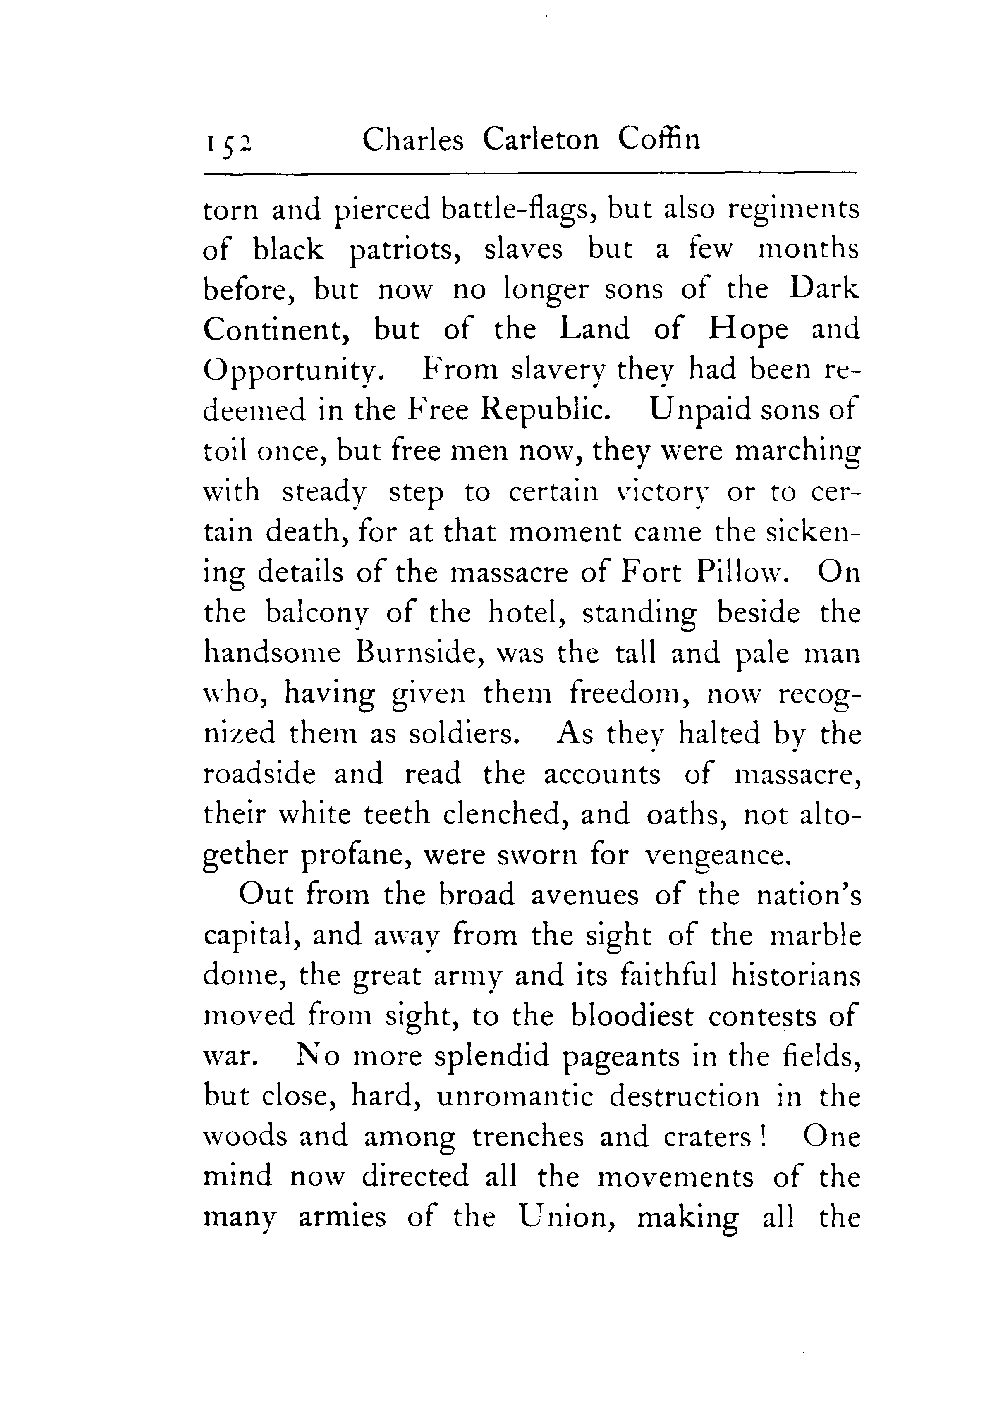 152 Charles Carleton Coffin
torn and pierced battle-flags, but also regiments
of black patriots, slaves but a few months
before, but now no longer sons of the Dark
Continent, but of the Land of Hope and
Opportunity. From slavery they had been re-
deemed in the Free Republic. Unpaid sons of
toil once, but free men now, they were marching
with steady step to certain victory or to cer-
tain death, for at that moment came the sicken-
ing details of the massacre of Fort Pillow. On
the balcony of the hotel, standing beside the
handsome Burnside, was the tall and pale man
who, having given them freedom, now recog-
nized them as soldiers. As they halted by the
roadside and read the accounts of massacre,
their white teeth clenched, and oaths, not alto-
gether profane, were sworn for vengeance.
Out from the broad avenues of the nation's
capital, and away from the sight of the marble
dome, the great army and its faithful historians
moved from sight, to the bloodiest contests of
war. No more splendid pageants in the fields,
but close, hard, unromantic destruction in the
woods and among trenches and craters! One
mind now directed all the movements of the
many armies of the Union, making all the